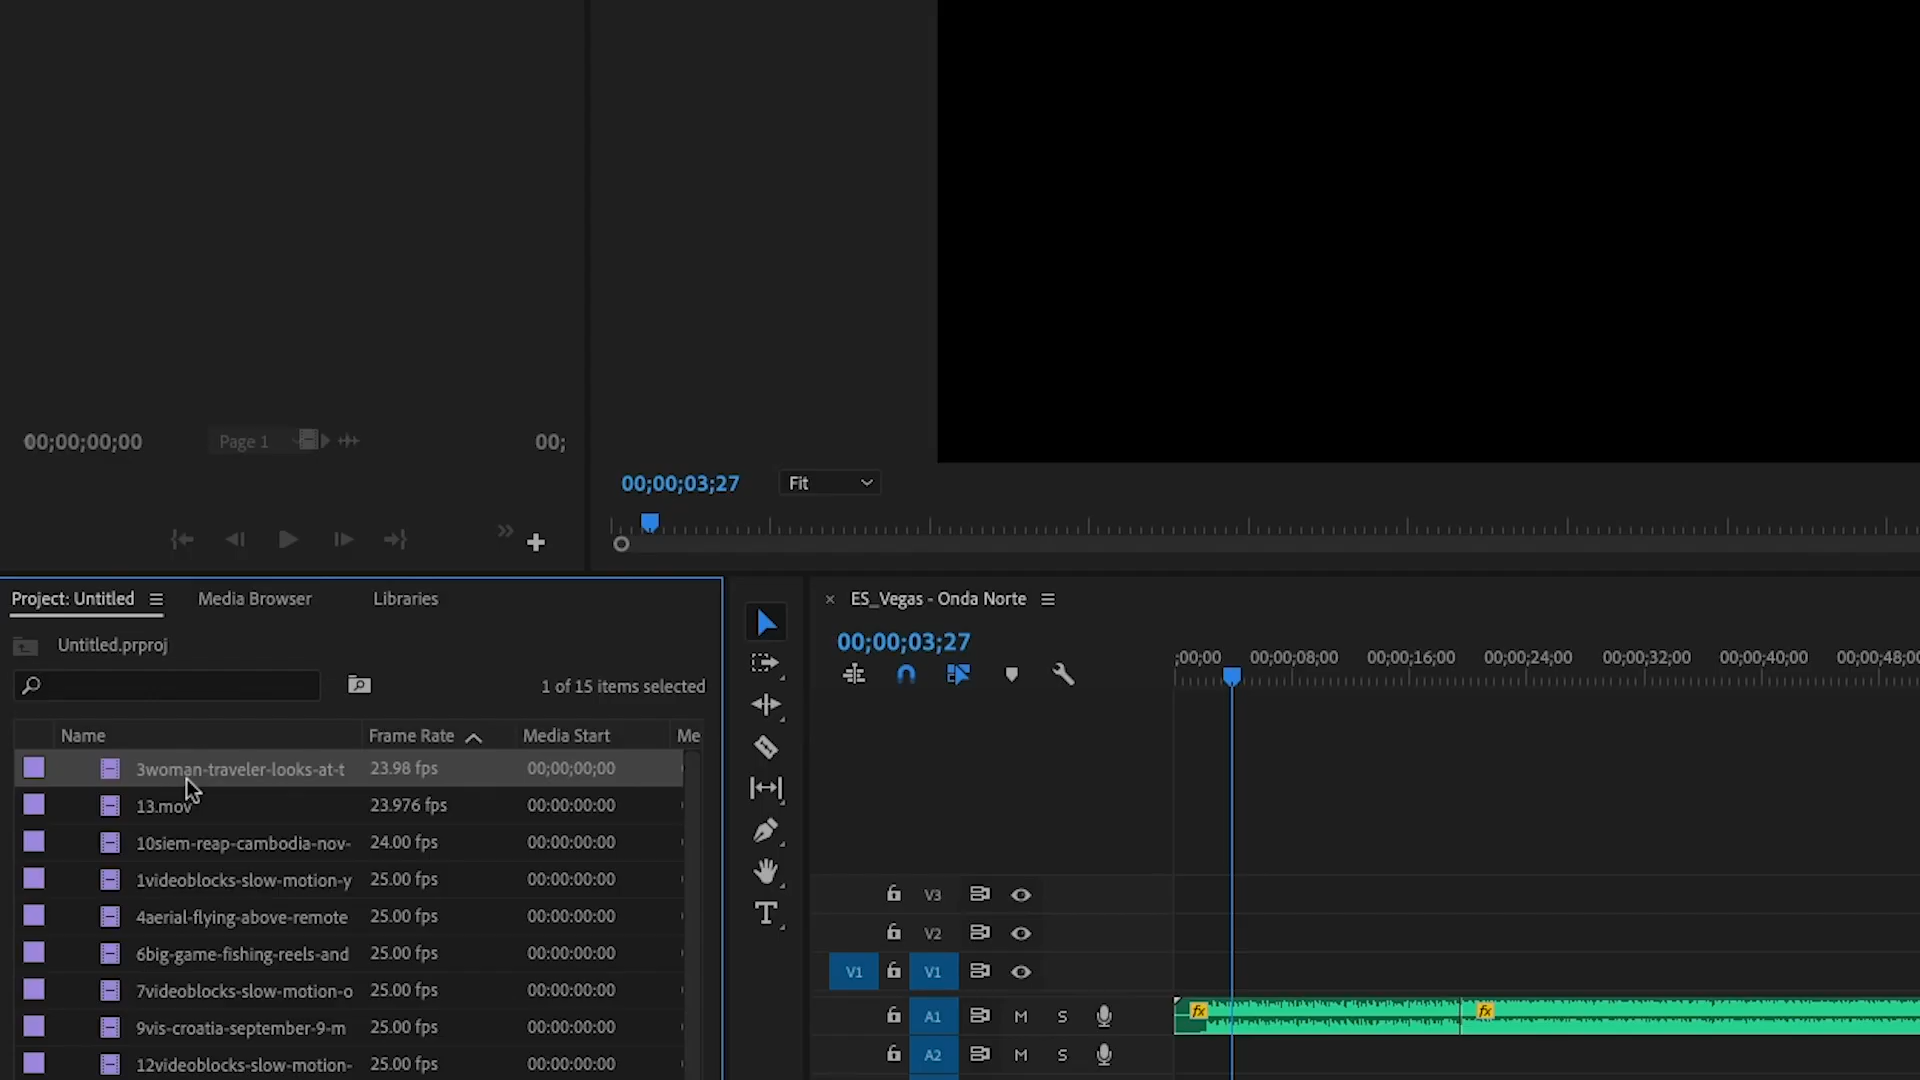 00;00;00;00 Page 1 00;
00;00;03;27 Fit
Project: Untitled Media Browser Libraries
Untitled.prproj
1 of 15 items selected
Name Frame Rate Media Start Me
3woman-traveler-looks-at-t 23.98 fps 00;00;00;00
13.mov 23.976 fps 00:00:00:00
10siem-reap-cambodia-nov- 24.00 fps 00:00:00:00
1videoblocks-slow-motion-y 25.00 fps 00:00:00:00
4aerial-flying-above-remote 25.00 fps 00:00:00:00
6big-game-fishing-reels-and 25.00 fps 00:00:00:00
7videoblocks-slow-motion-o 25.00 fps 00:00:00:00
9vis-croatia-september-9-m 25.00 fps 00:00:00:00
12videoblocks-slow-motion- 25.00 fps 00:00:00:00
× ES_Vegas - Onda Norte
00;00;03;27
;00;00 00;00;08;00 00;00;16;00 00;00;24;00 00;00;32;00 00;00;40;00 00;00;48;00
V3
V2
V1 V1
A1 M S fx fx
A2 M S